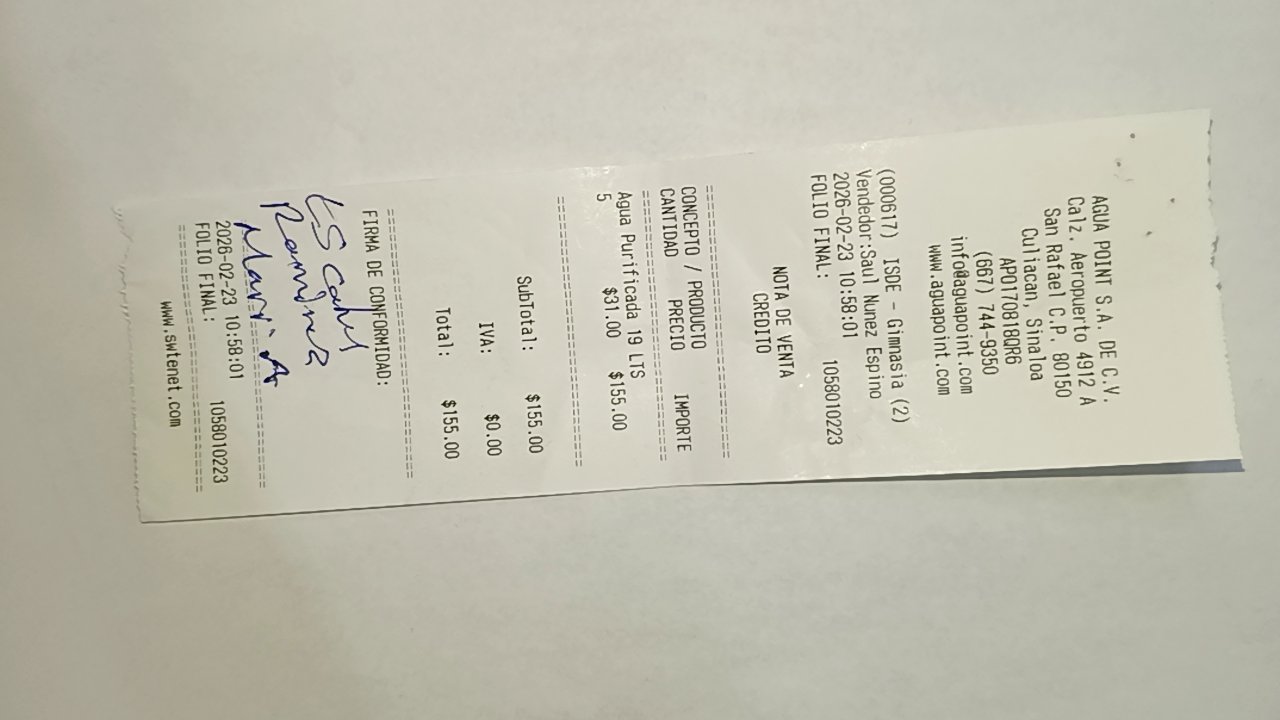 AGUA POINT S.A. DE C.V.
Calz. Aeropuerto 4912 A
San Rafael C.P. 80150
Culiacan, Sinaloa
APO170818QR6
(667) 744-9350
info@aguapoint.com
www.aguapoint.com
(000617) ISDE - Gimnasia (2)
Vendedor:Saul Nunez Espino
2026-02-23 10:58:01
FOLIO FINAL: 1058010223
NOTA DE VENTA
CREDITO
CONCEPTO / PRODUCTO
CANTIDAD PRECIO IMPORTE
Agua Purificada 19 LTS
5 $31.00 $155.00
SubTotal: $155.00
IVA: $0.00
Total: $155.00
FIRMA DE CONFORMIDAD:
Ramirez
Maria
2026-02-23 10:58:01
FOLIO FINAL: 1058010223
www.swtenet.com